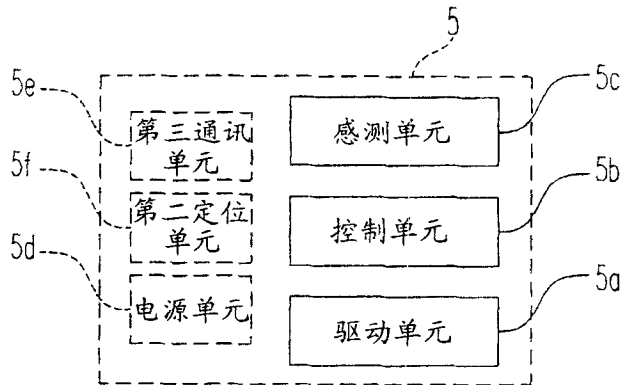 5
5e
第三通讯
单元
5f
第二定位
单元
5d
电源单元
感测单元
5c
控制单元
5b
驱动单元
5a